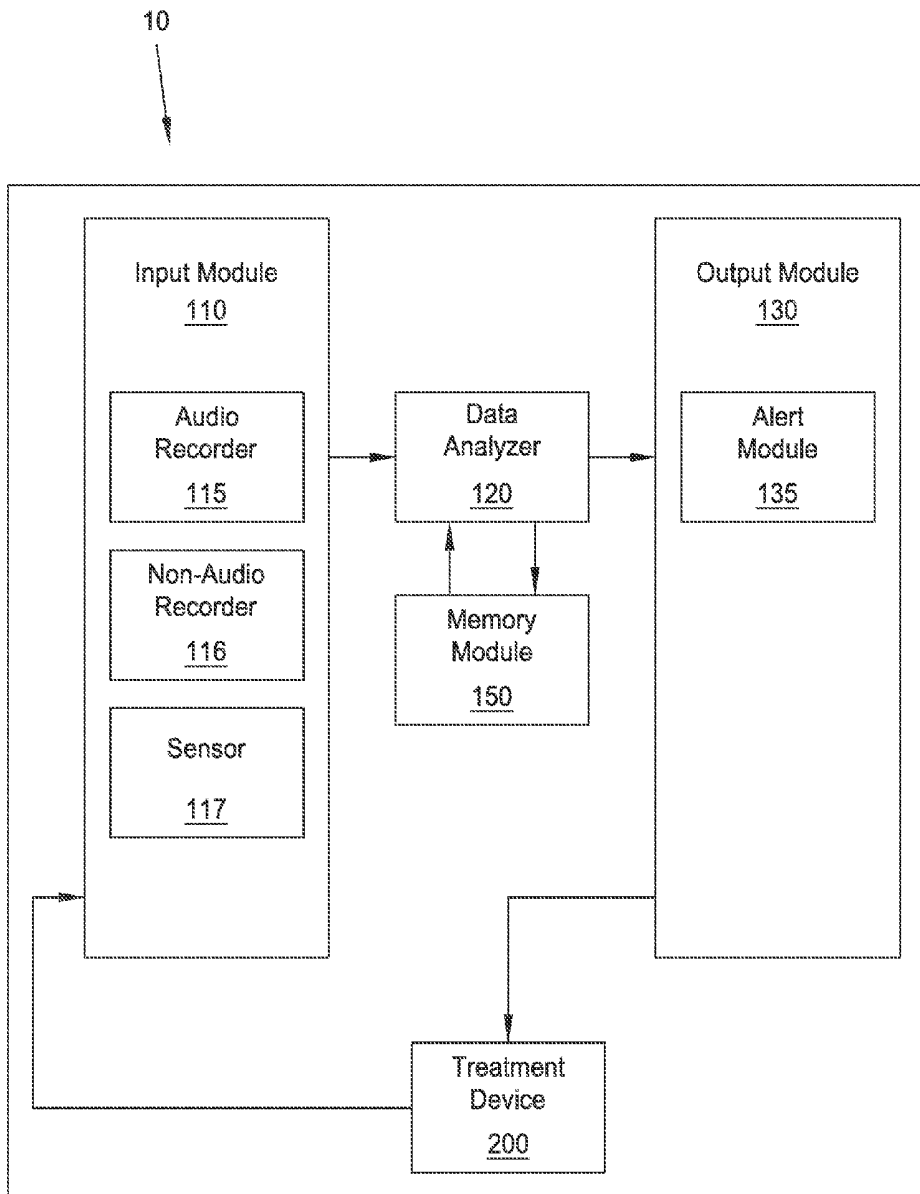 10
Input Module
110
Audio
Recorder
115
Non-Audio
Recorder
116
Sensor
117
Data
Analyzer
120
Memory
Module
150
Output Module
130
Alert
Module
135
Treatment
Device
200